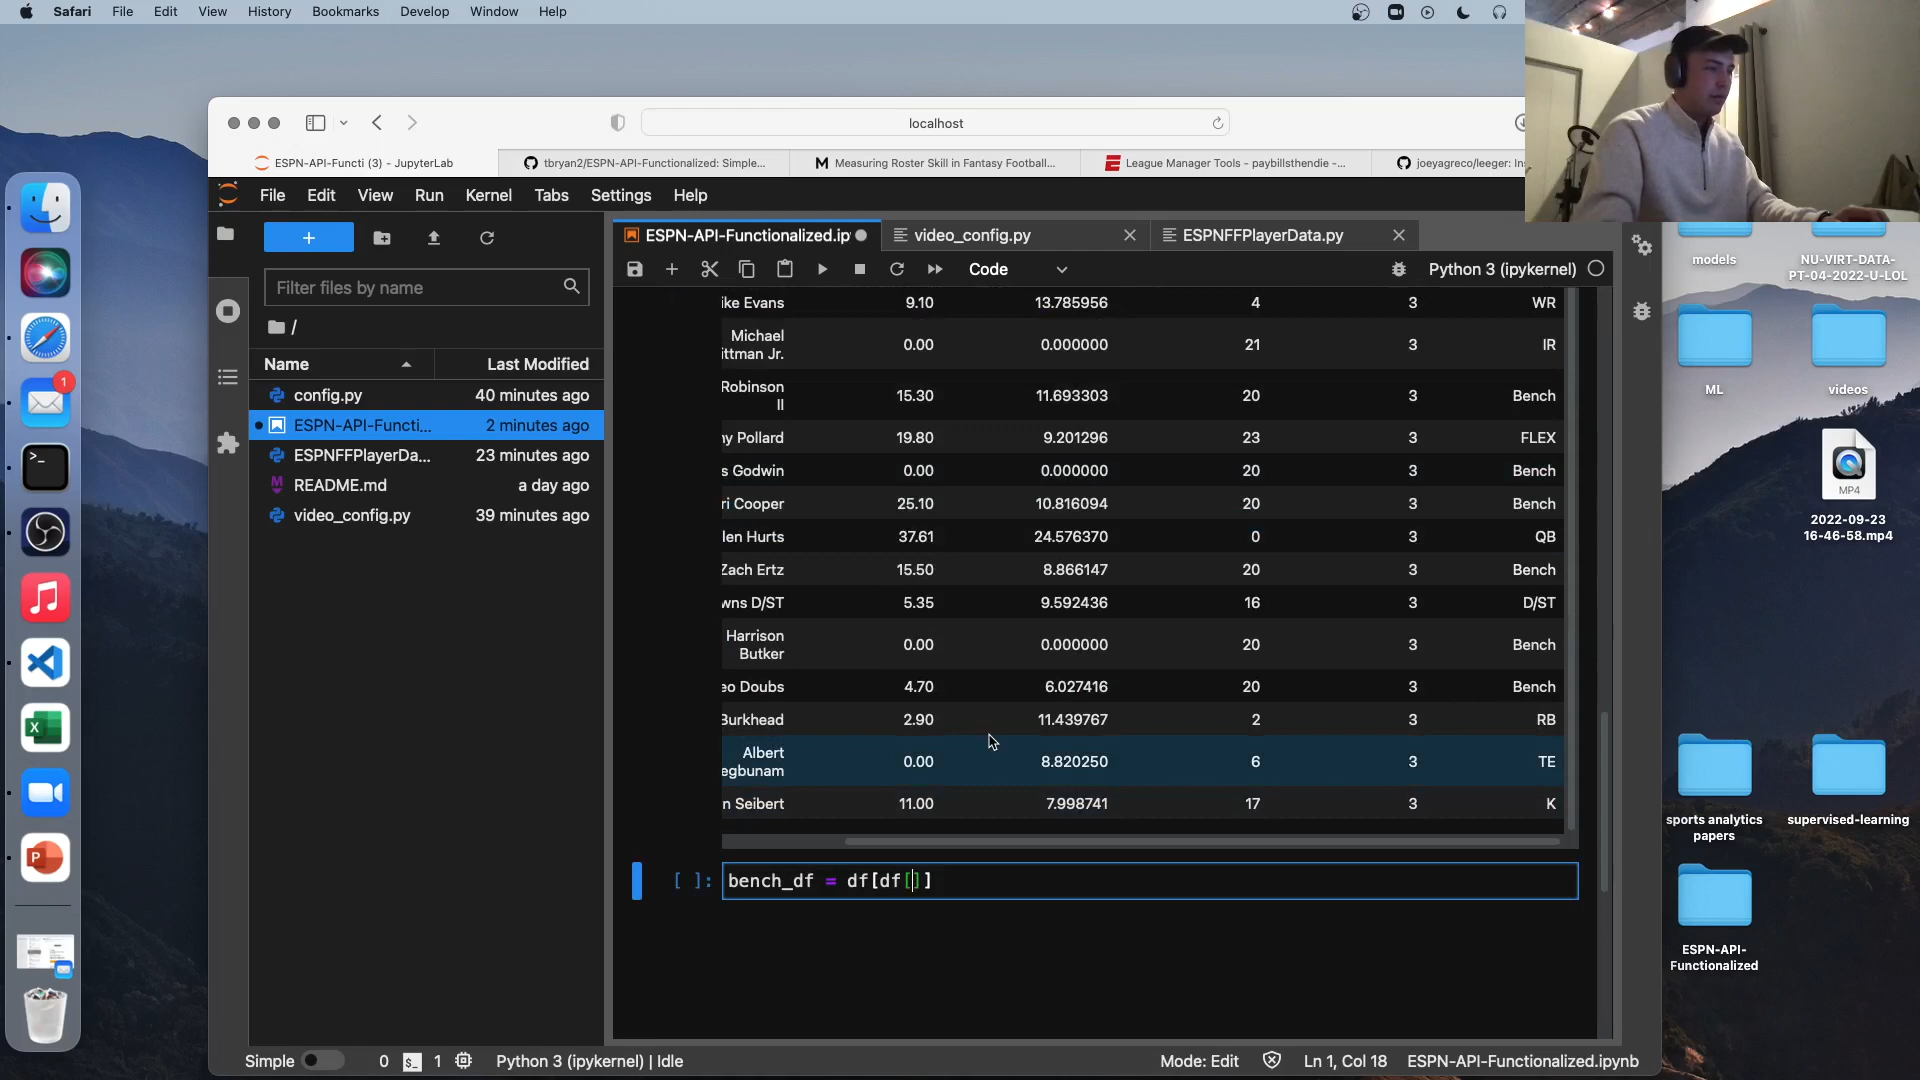 Safari File Edit View History Bookmarks Develop Window Help
localhost
ESPN-API-Functi (3) - JupyterLab
tbryan2/ESPN-API-Functionalized: Simple...
Measuring Roster Skill in Fantasy Football...
League Manager Tools - paybillsthendie -...
joeyagreco/leeger: Ins
File Edit View Run Kernel Tabs Settings Help
+
Filter files by name
/
Name Last Modified
config.py 40 minutes ago
ESPN-API-Functi... 2 minutes ago
ESPNFFPlayerDa... 23 minutes ago
README.md a day ago
video_config.py 39 minutes ago
ESPN-API-Functionalized.ip
video_config.py
ESPNFFPlayerData.py
Code
Python 3 (ipykernel)
ike Evans 9.10 13.785956 4 3 WR
Michael
ittman Jr. 0.00 0.000000 21 3 IR
Robinson
II 15.30 11.693303 20 3 Bench
ny Pollard 19.80 9.201296 23 3 FLEX
s Godwin 0.00 0.000000 20 3 Bench
ri Cooper 25.10 10.816094 20 3 Bench
len Hurts 37.61 24.576370 0 3 QB
Zach Ertz 15.50 8.866147 20 3 Bench
wns D/ST 5.35 9.592436 16 3 D/ST
Harrison
Butker 0.00 0.000000 20 3 Bench
eo Doubs 4.70 6.027416 20 3 Bench
Burkhead 2.90 11.439767 2 3 RB
Albert
egbunam 0.00 8.820250 6 3 TE
n Seibert 11.00 7.998741 17 3 K
[ ]: bench_df = df[df[]]
Simple 0 $_ 1 Python 3 (ipykernel) | Idle
Mode: Edit Ln 1, Col 18 ESPN-API-Functionalized.ipynb
1
models
NU-VIRT-DATA-
PT-04-2022-U-LOL
ML
videos
MP4
2022-09-23
16-46-58.mp4
sports analytics
papers
supervised-learning
ESPN-API-
Functionalized